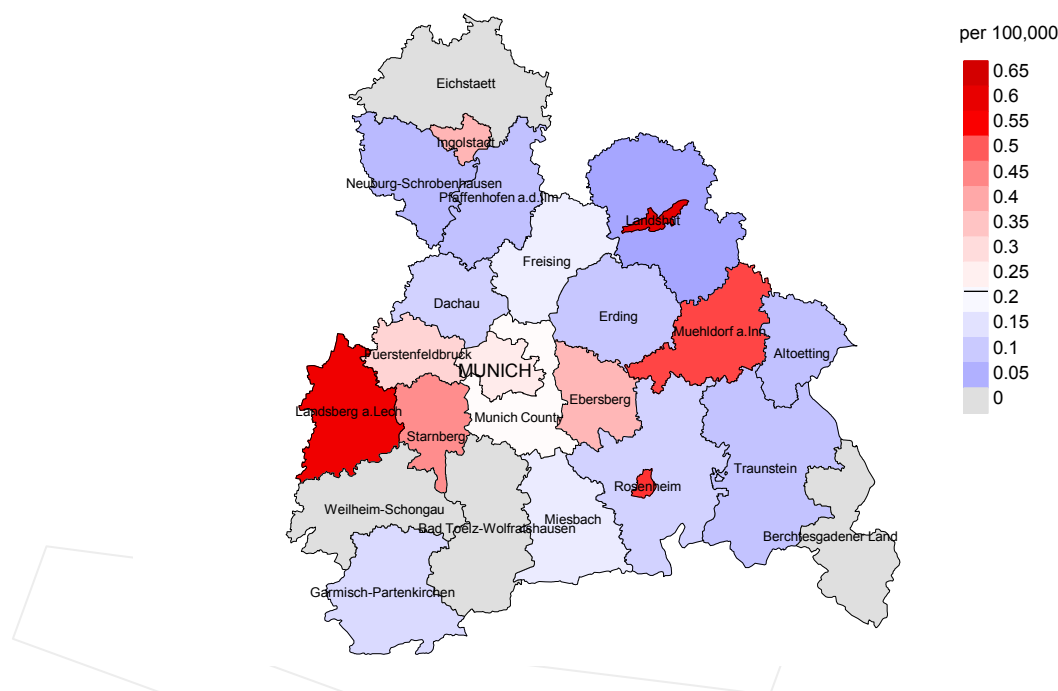 per 100,000
0.65
0.6
0.55
0.5
0.45
0.4
0.35
0.3
0.25
0.2
0.15
0.1
0.05
0
Eichstaett
Ingolstadt
Neuburg-Schrobenhausen
Pfaffenhofen a.d.Ilm
Landshut
Freising
Dachau
Erding
Muehldorf a.Inn
Altoetting
Fuerstenfeldbruck
MUNICH
Ebersberg
Landsberg a.Lech
Munich County
Starnberg
Traunstein
Rosenheim
Weilheim-Schongau
Miesbach
Bad Toelz-Wolfratshausen
Berchtesgadener Land
Garmisch-Partenkirchen